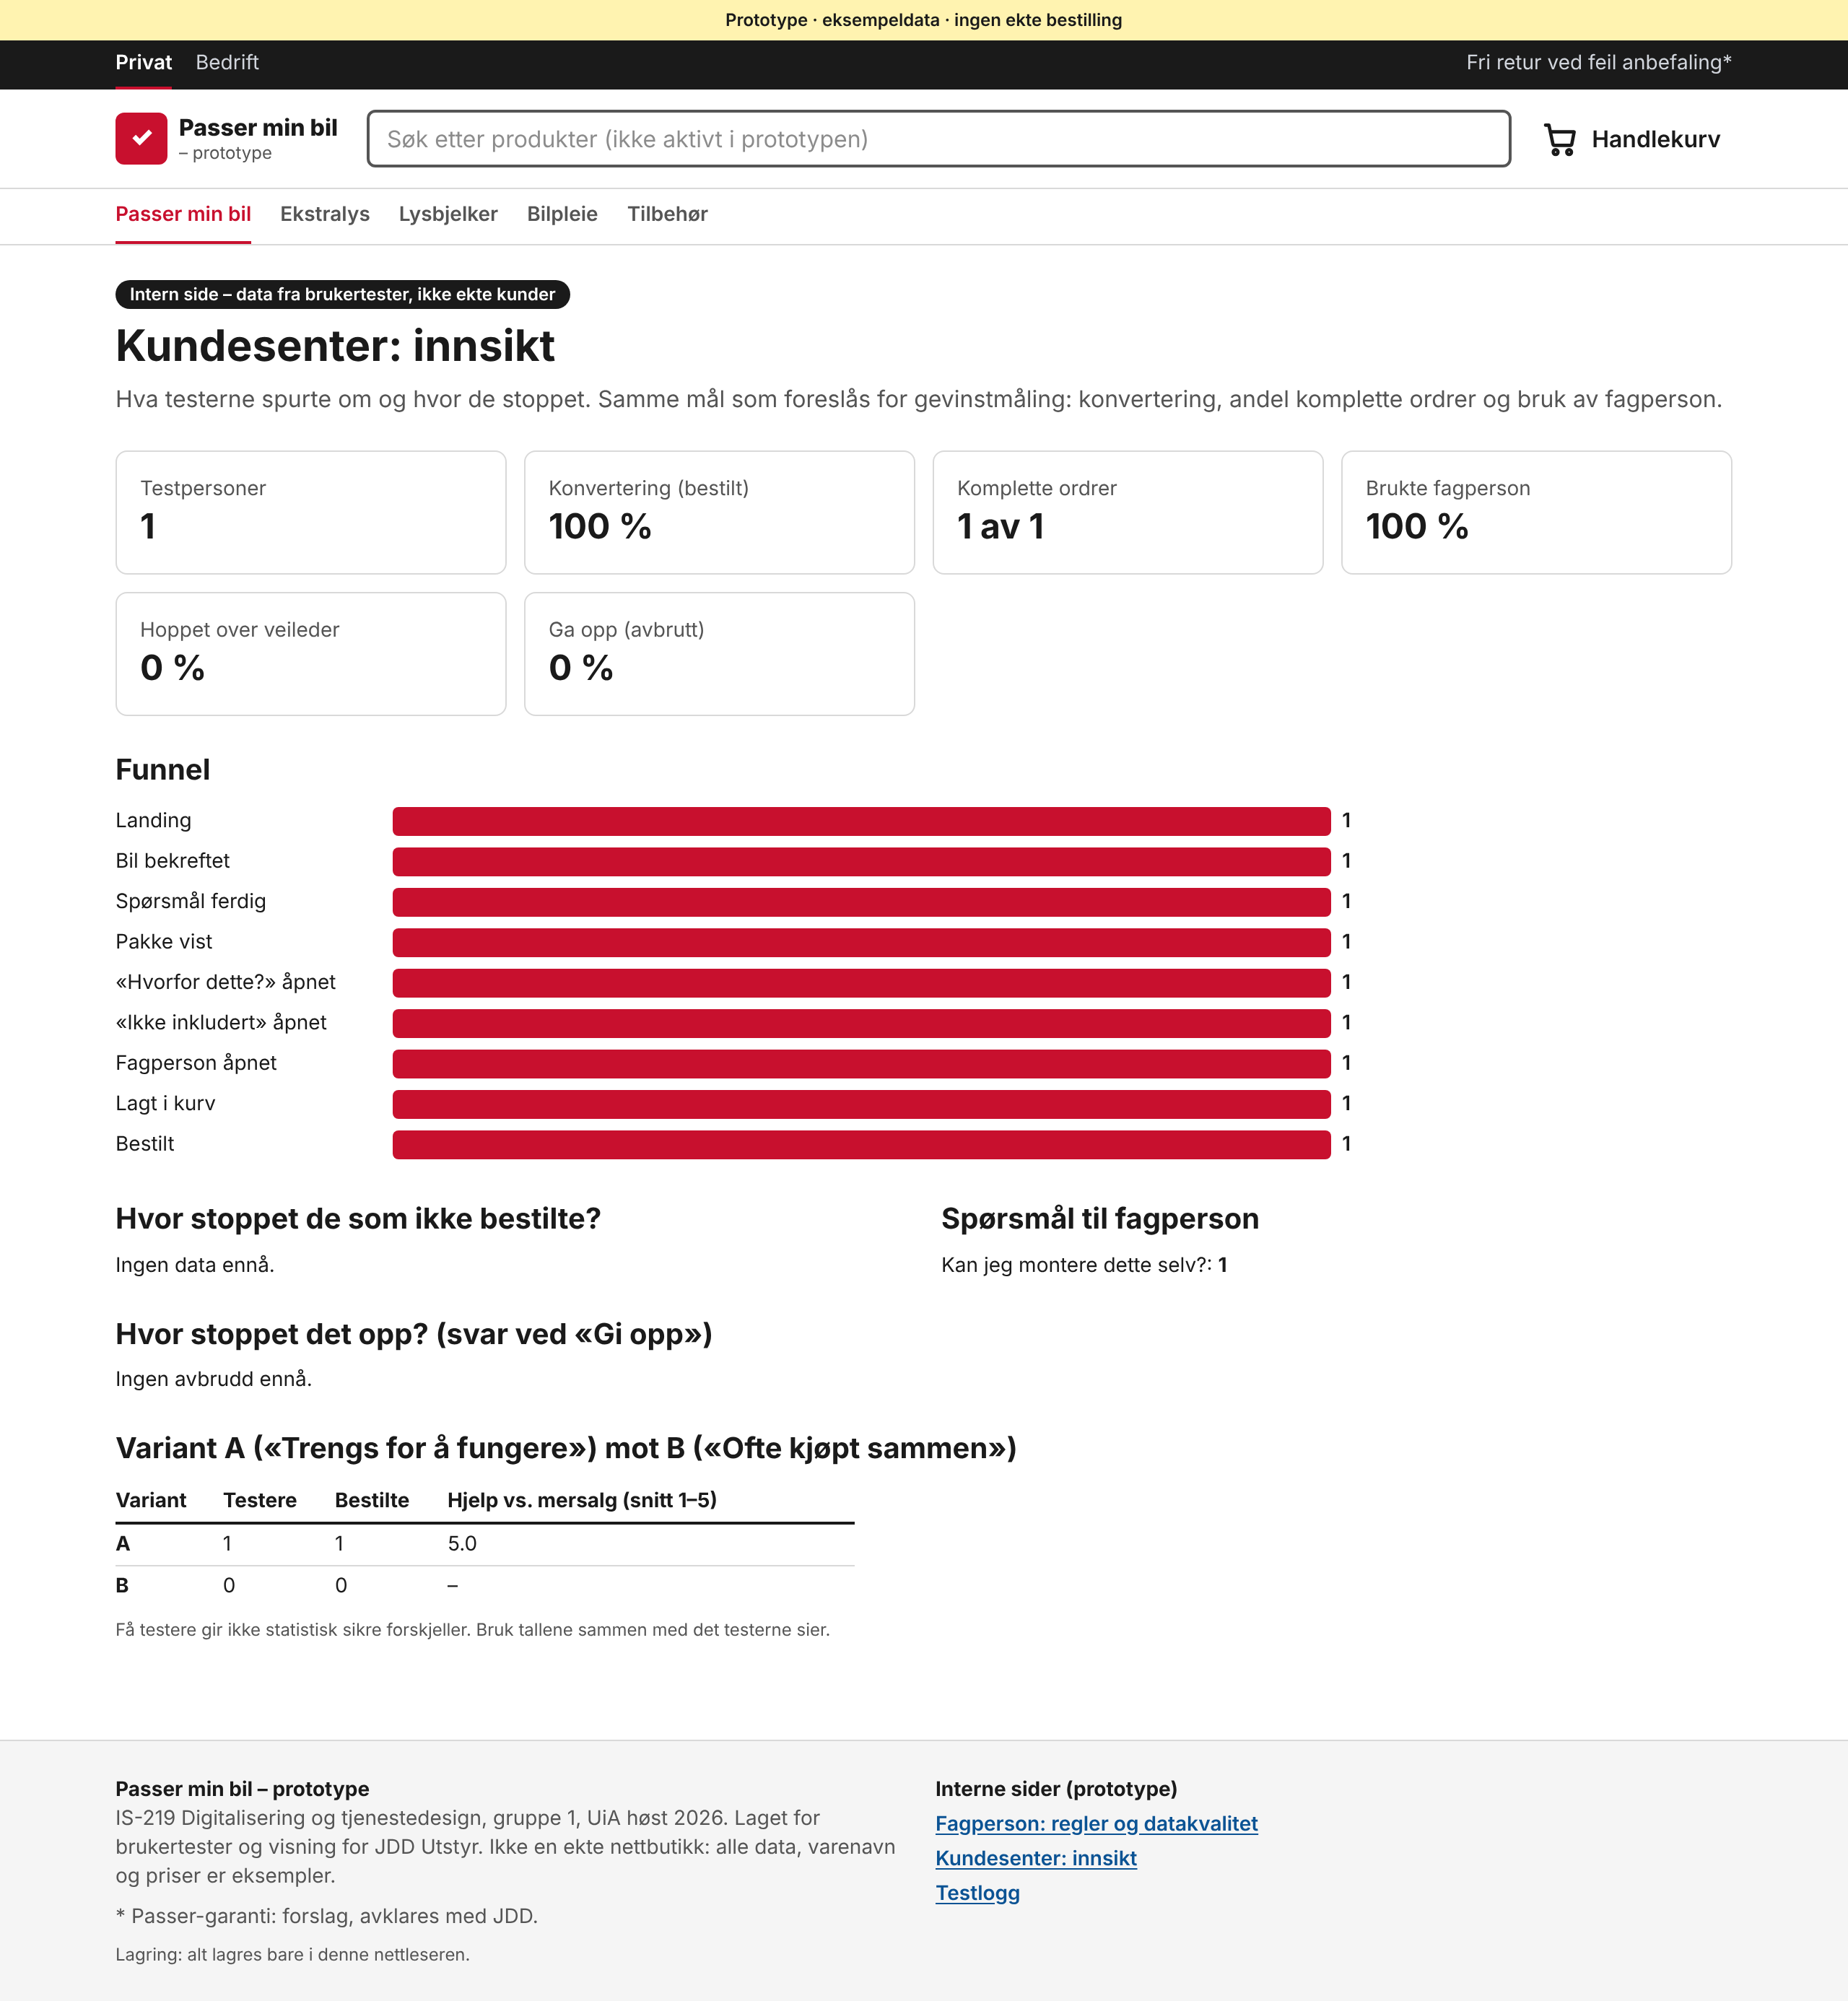 Prototype · eksempeldata · ingen ekte bestilling
Privat Bedrift Fri retur ved feil anbefaling*
Passer min bil
– prototype
Søk etter produkter (ikke aktivt i prototypen)
Handlekurv
Passer min bil Ekstralys Lysbjelker Bilpleie Tilbehør
Intern side – data fra brukertester, ikke ekte kunder
Kundesenter: innsikt
Hva testerne spurte om og hvor de stoppet. Samme mål som foreslås for gevinstmåling: konvertering, andel komplette ordrer og bruk av fagperson.
Testpersoner
1
Konvertering (bestilt)
100 %
Komplette ordrer
1 av 1
Brukte fagperson
100 %
Hoppet over veileder
0 %
Ga opp (avbrutt)
0 %
Funnel
Landing 1
Bil bekreftet 1
Spørsmål ferdig 1
Pakke vist 1
«Hvorfor dette?» åpnet 1
«Ikke inkludert» åpnet 1
Fagperson åpnet 1
Lagt i kurv 1
Bestilt 1
Hvor stoppet de som ikke bestilte?
Ingen data ennå.
Spørsmål til fagperson
Kan jeg montere dette selv?: 1
Hvor stoppet det opp? (svar ved «Gi opp»)
Ingen avbrudd ennå.
Variant A («Trengs for å fungere») mot B («Ofte kjøpt sammen»)
Variant Testere Bestilte Hjelp vs. mersalg (snitt 1–5)
A 1 1 5.0
B 0 0 –
Få testere gir ikke statistisk sikre forskjeller. Bruk tallene sammen med det testerne sier.
Passer min bil – prototype
IS-219 Digitalisering og tjenestedesign, gruppe 1, UiA høst 2026. Laget for
brukertester og visning for JDD Utstyr. Ikke en ekte nettbutikk: alle data, varenavn
og priser er eksempler.
* Passer-garanti: forslag, avklares med JDD.
Lagring: alt lagres bare i denne nettleseren.
Interne sider (prototype)
Fagperson: regler og datakvalitet
Kundesenter: innsikt
Testlogg